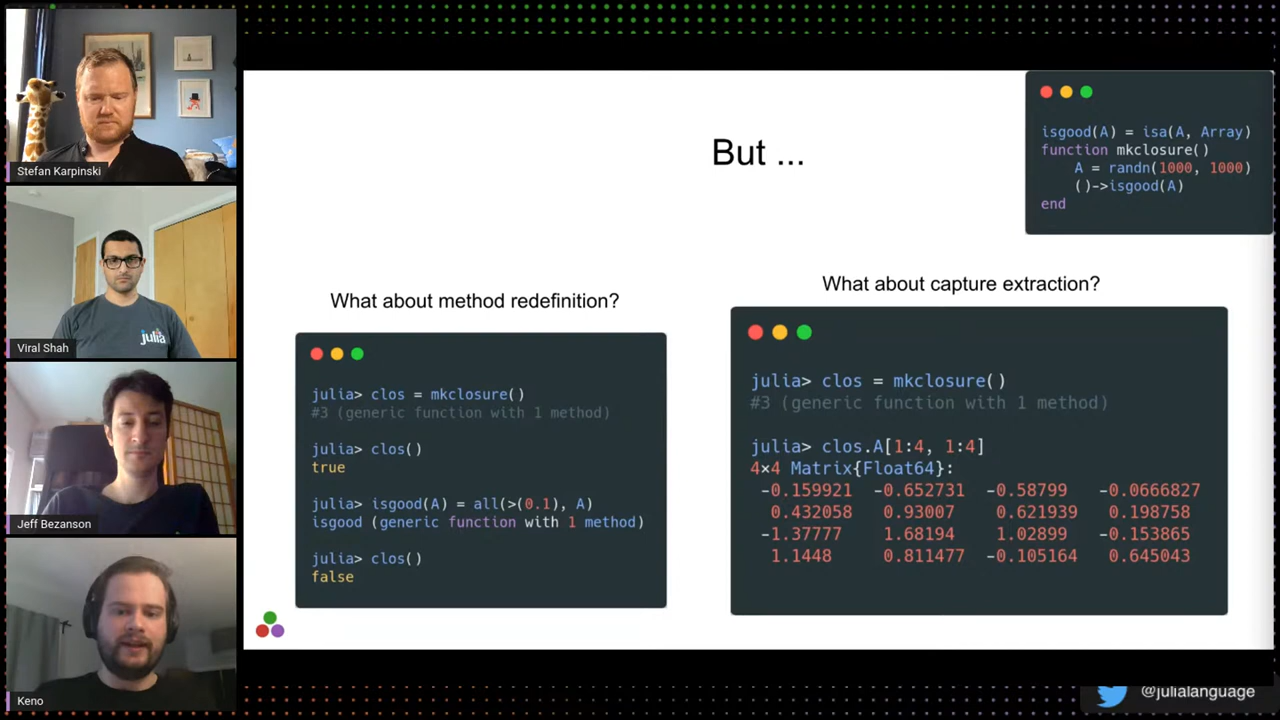 Stefan Karpinski
julia
Viral Shah
Jeff Bezanson
Keno
But ...
isgood(A) = isa(A, Array)
function mkclosure()
    A = randn(1000, 1000)
    ()->isgood(A)
end
What about method redefinition?
julia> clos = mkclosure()
#3 (generic function with 1 method)
julia> clos()
true
julia> isgood(A) = all(>(0.1), A)
isgood (generic function with 1 method)
julia> clos()
false
What about capture extraction?
julia> clos = mkclosure()
#3 (generic function with 1 method)
julia> clos.A[1:4, 1:4]
4×4 Matrix{Float64}:
 -0.159921  -0.652731  -0.58799   -0.0666827
  0.432058   0.93007    0.621939   0.198758
 -1.37777    1.68194    1.02899   -0.153865
  1.1448     0.811477  -0.105164   0.645043
@julialanguage